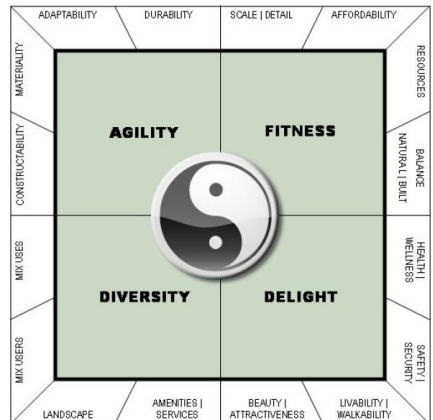 ADAPTABILITY
DURABILITY
SCALE | DETAIL
AFFORDABILITY
MATERIALITY
RESOURCES
AGILITY
FITNESS
CONSTRUCTABILITY
BALANCE
NATURAL | BUILT
MIX USES
HEALTH |
WELLNESS
DIVERSITY
DELIGHT
MIX USERS
SAFETY |
SECURITY
LANDSCAPE
AMENITIES |
SERVICES
BEAUTY |
ATTRACTIVENESS
LIVABILITY |
WALKABILITY